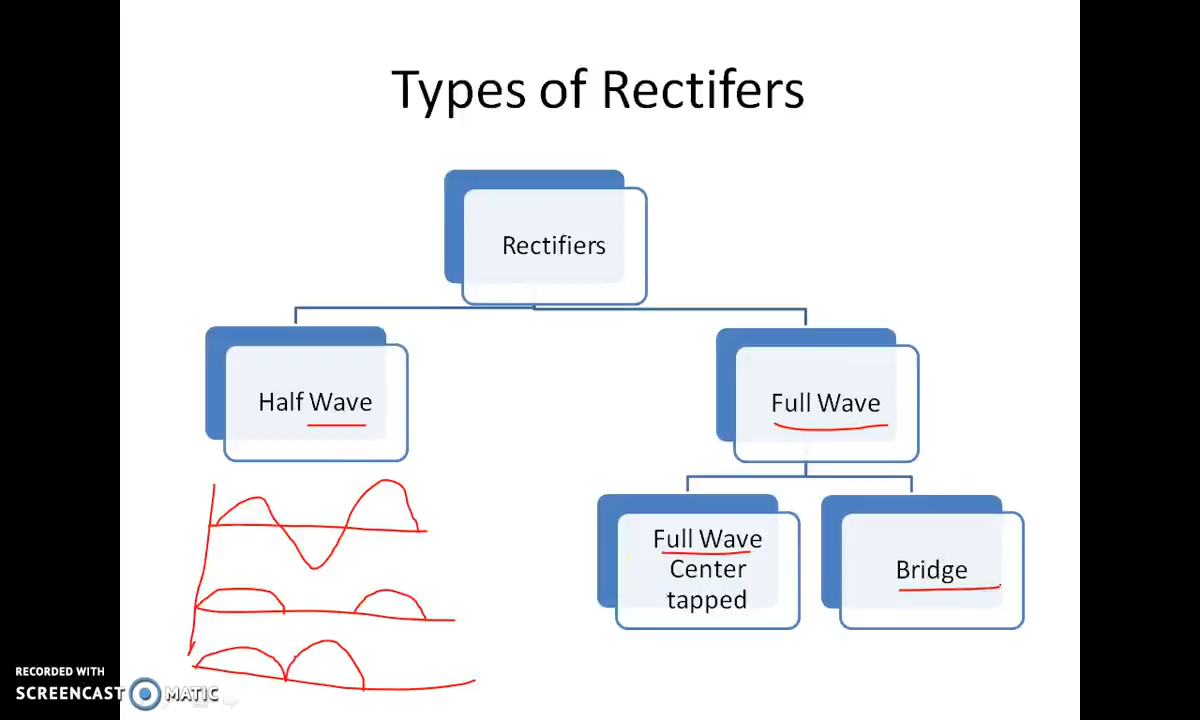 Types of Rectifers
Rectifiers
Half Wave
Full Wave
Full Wave
Center
tapped
Bridge
RECORDED WITH
SCREENCAST MATIC